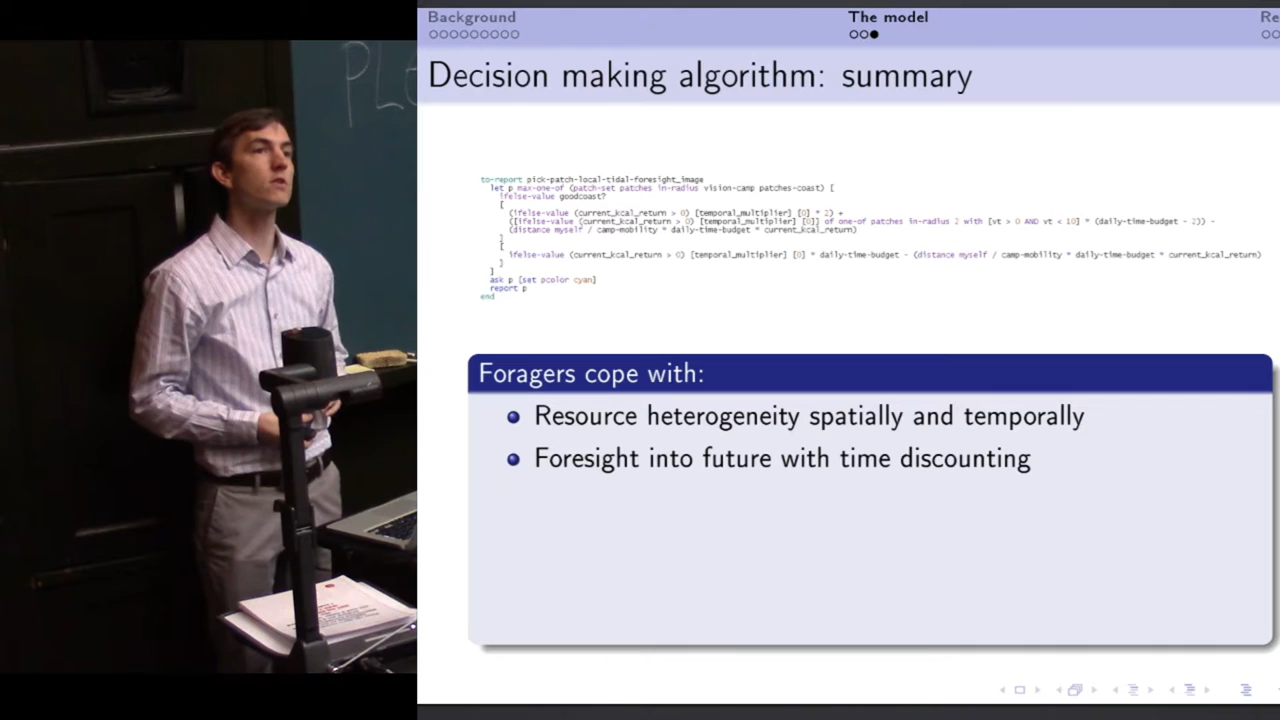 Background
The model
Re
PLE
Decision making algorithm: summary
to-report pick-patch-local-tidal-foresight_image
let p max-one-of (patch-set patches in-radius vision-camp patches-coast) [
ifelse-value goodcoast?
[
(ifelse-value (current_kcal_return > 0) [temporal_multiplier] [0] * 2) +
([ifelse-value (current_kcal_return > 0) [temporal_multiplier] [0]] of one-of patches in-radius 2 with [vt > 0 AND vt < 10] * (daily-time-budget - 2)) -
(distance myself / camp-mobility * daily-time-budget * current_kcal_return)
]
[
ifelse-value (current_kcal_return > 0) [temporal_multiplier] [0] * daily-time-budget - (distance myself / camp-mobility * daily-time-budget * current_kcal_return)
]
]
ask p [set pcolor cyan]
report p
end
Foragers cope with:
Resource heterogeneity spatially and temporally
Foresight into future with time discounting